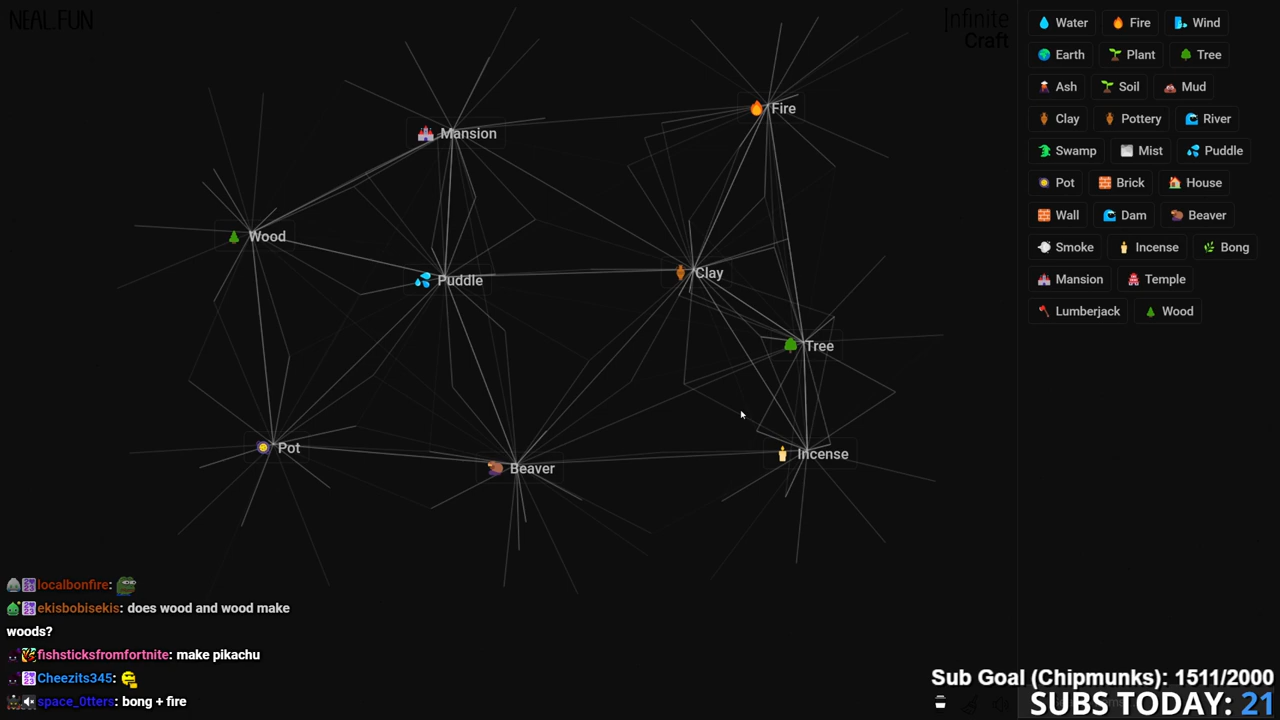 NEAL.FUN
Infinite
Craft
Mansion
Fire
Wood
Puddle
Clay
Tree
Pot
Beaver
Incense
Water
Fire
Wind
Earth
Plant
Tree
Ash
Soil
Mud
Clay
Pottery
River
Swamp
Mist
Puddle
Pot
Brick
House
Wall
Dam
Beaver
Smoke
Incense
Bong
Mansion
Temple
Lumberjack
Wood
localbonfire:
ekisbobisekis: does wood and wood make
woods?
fishsticksfromfortnite: make pikachu
Cheezits345:
space_0tters: bong + fire
Sub Goal (Chipmunks): 1511/2000
SUBS TODAY: 21